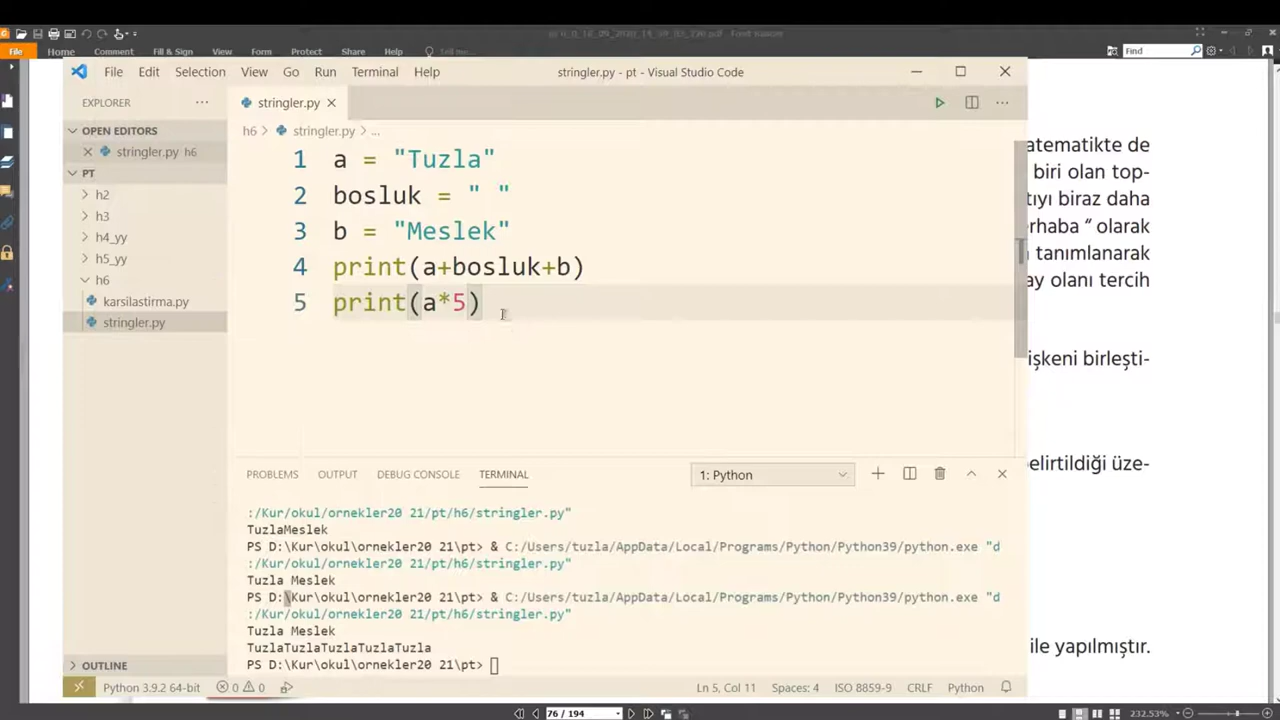 File Home Comment Fill & Sign View Form Protect Share Help Find
File Edit Selection View Go Run Terminal Help stringler.py - pt - Visual Studio Code
EXPLORER
stringler.py
OPEN EDITORS
h6 > stringler.py > ...
stringler.py h6
PT
h2
h3
h4_yy
h5_yy
h6
karsilastirma.py
stringler.py
1 a = "Tuzla"
2 bosluk = " "
3 b = "Meslek"
4 print(a+bosluk+b)
5 print(a*5)
atematikte de
biri olan top-
tıyı biraz daha
erhaba “ olarak
tanımlanarak
ay olanı tercih
işkeni birleşti-
elirtildiği üze-
ile yapılmıştır.
PROBLEMS OUTPUT DEBUG CONSOLE TERMINAL 1: Python
:/Kur/okul/ornekler20 21/pt/h6/stringler.py"
TuzlaMeslek
PS D:\Kur\okul\ornekler20 21\pt> & C:/Users/tuzla/AppData/Local/Programs/Python/Python39/python.exe "d
:/Kur/okul/ornekler20 21/pt/h6/stringler.py"
Tuzla Meslek
PS D:\Kur\okul\ornekler20 21\pt> & C:/Users/tuzla/AppData/Local/Programs/Python/Python39/python.exe "d
:/Kur/okul/ornekler20 21/pt/h6/stringler.py"
Tuzla Meslek
TuzlaTuzlaTuzlaTuzlaTuzla
PS D:\Kur\okul\ornekler20 21\pt>
OUTLINE
Python 3.9.2 64-bit 0 0 Ln 5, Col 11 Spaces: 4 ISO 8859-9 CRLF Python
76 / 194 232.53%